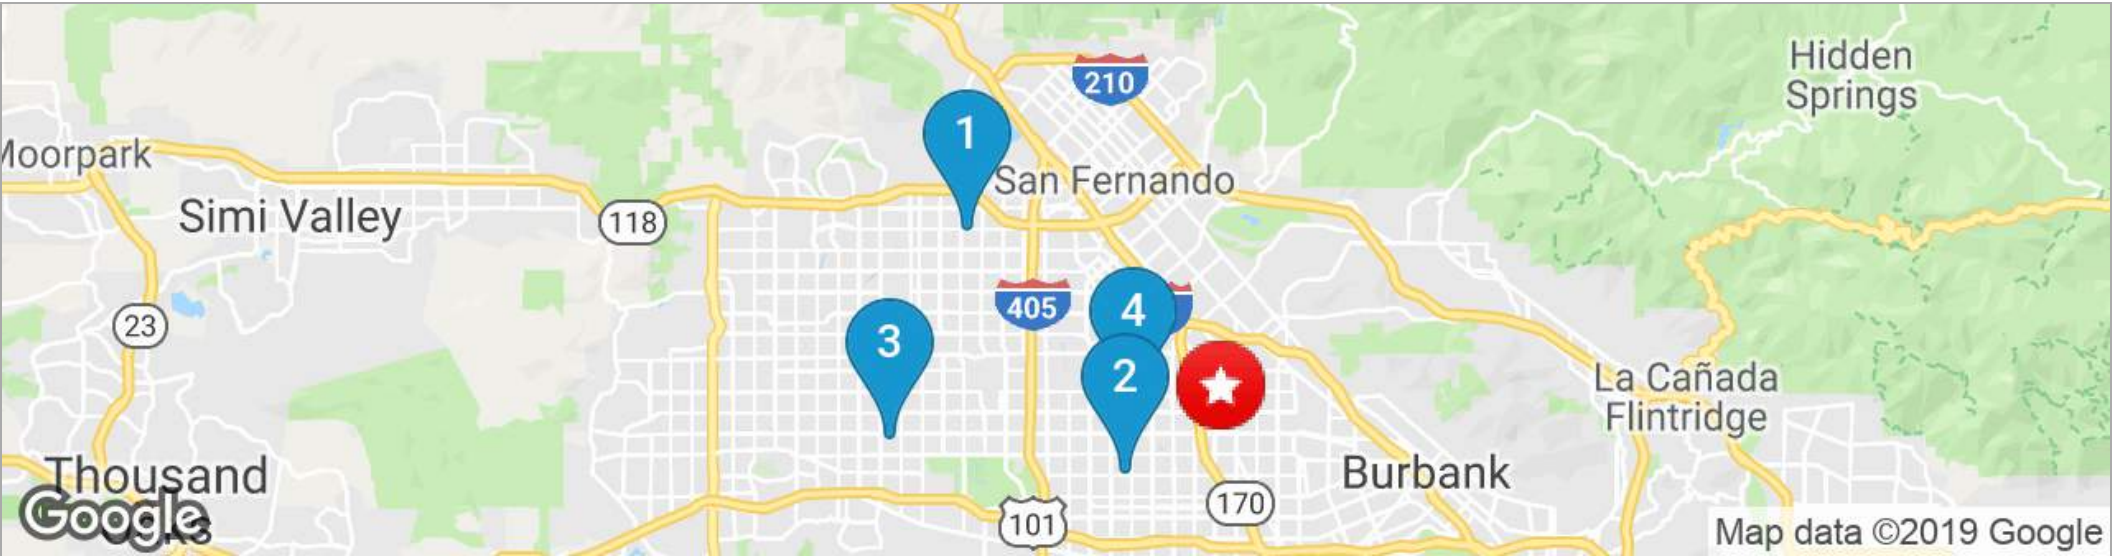 Hidden
Springs
210
1
Moorpark
San Fernando
Simi Valley
118
405
4
23
3
2
La Cañada
Flintridge
Thousand
Burbank
170
Google
101
Map data ©2019 Google